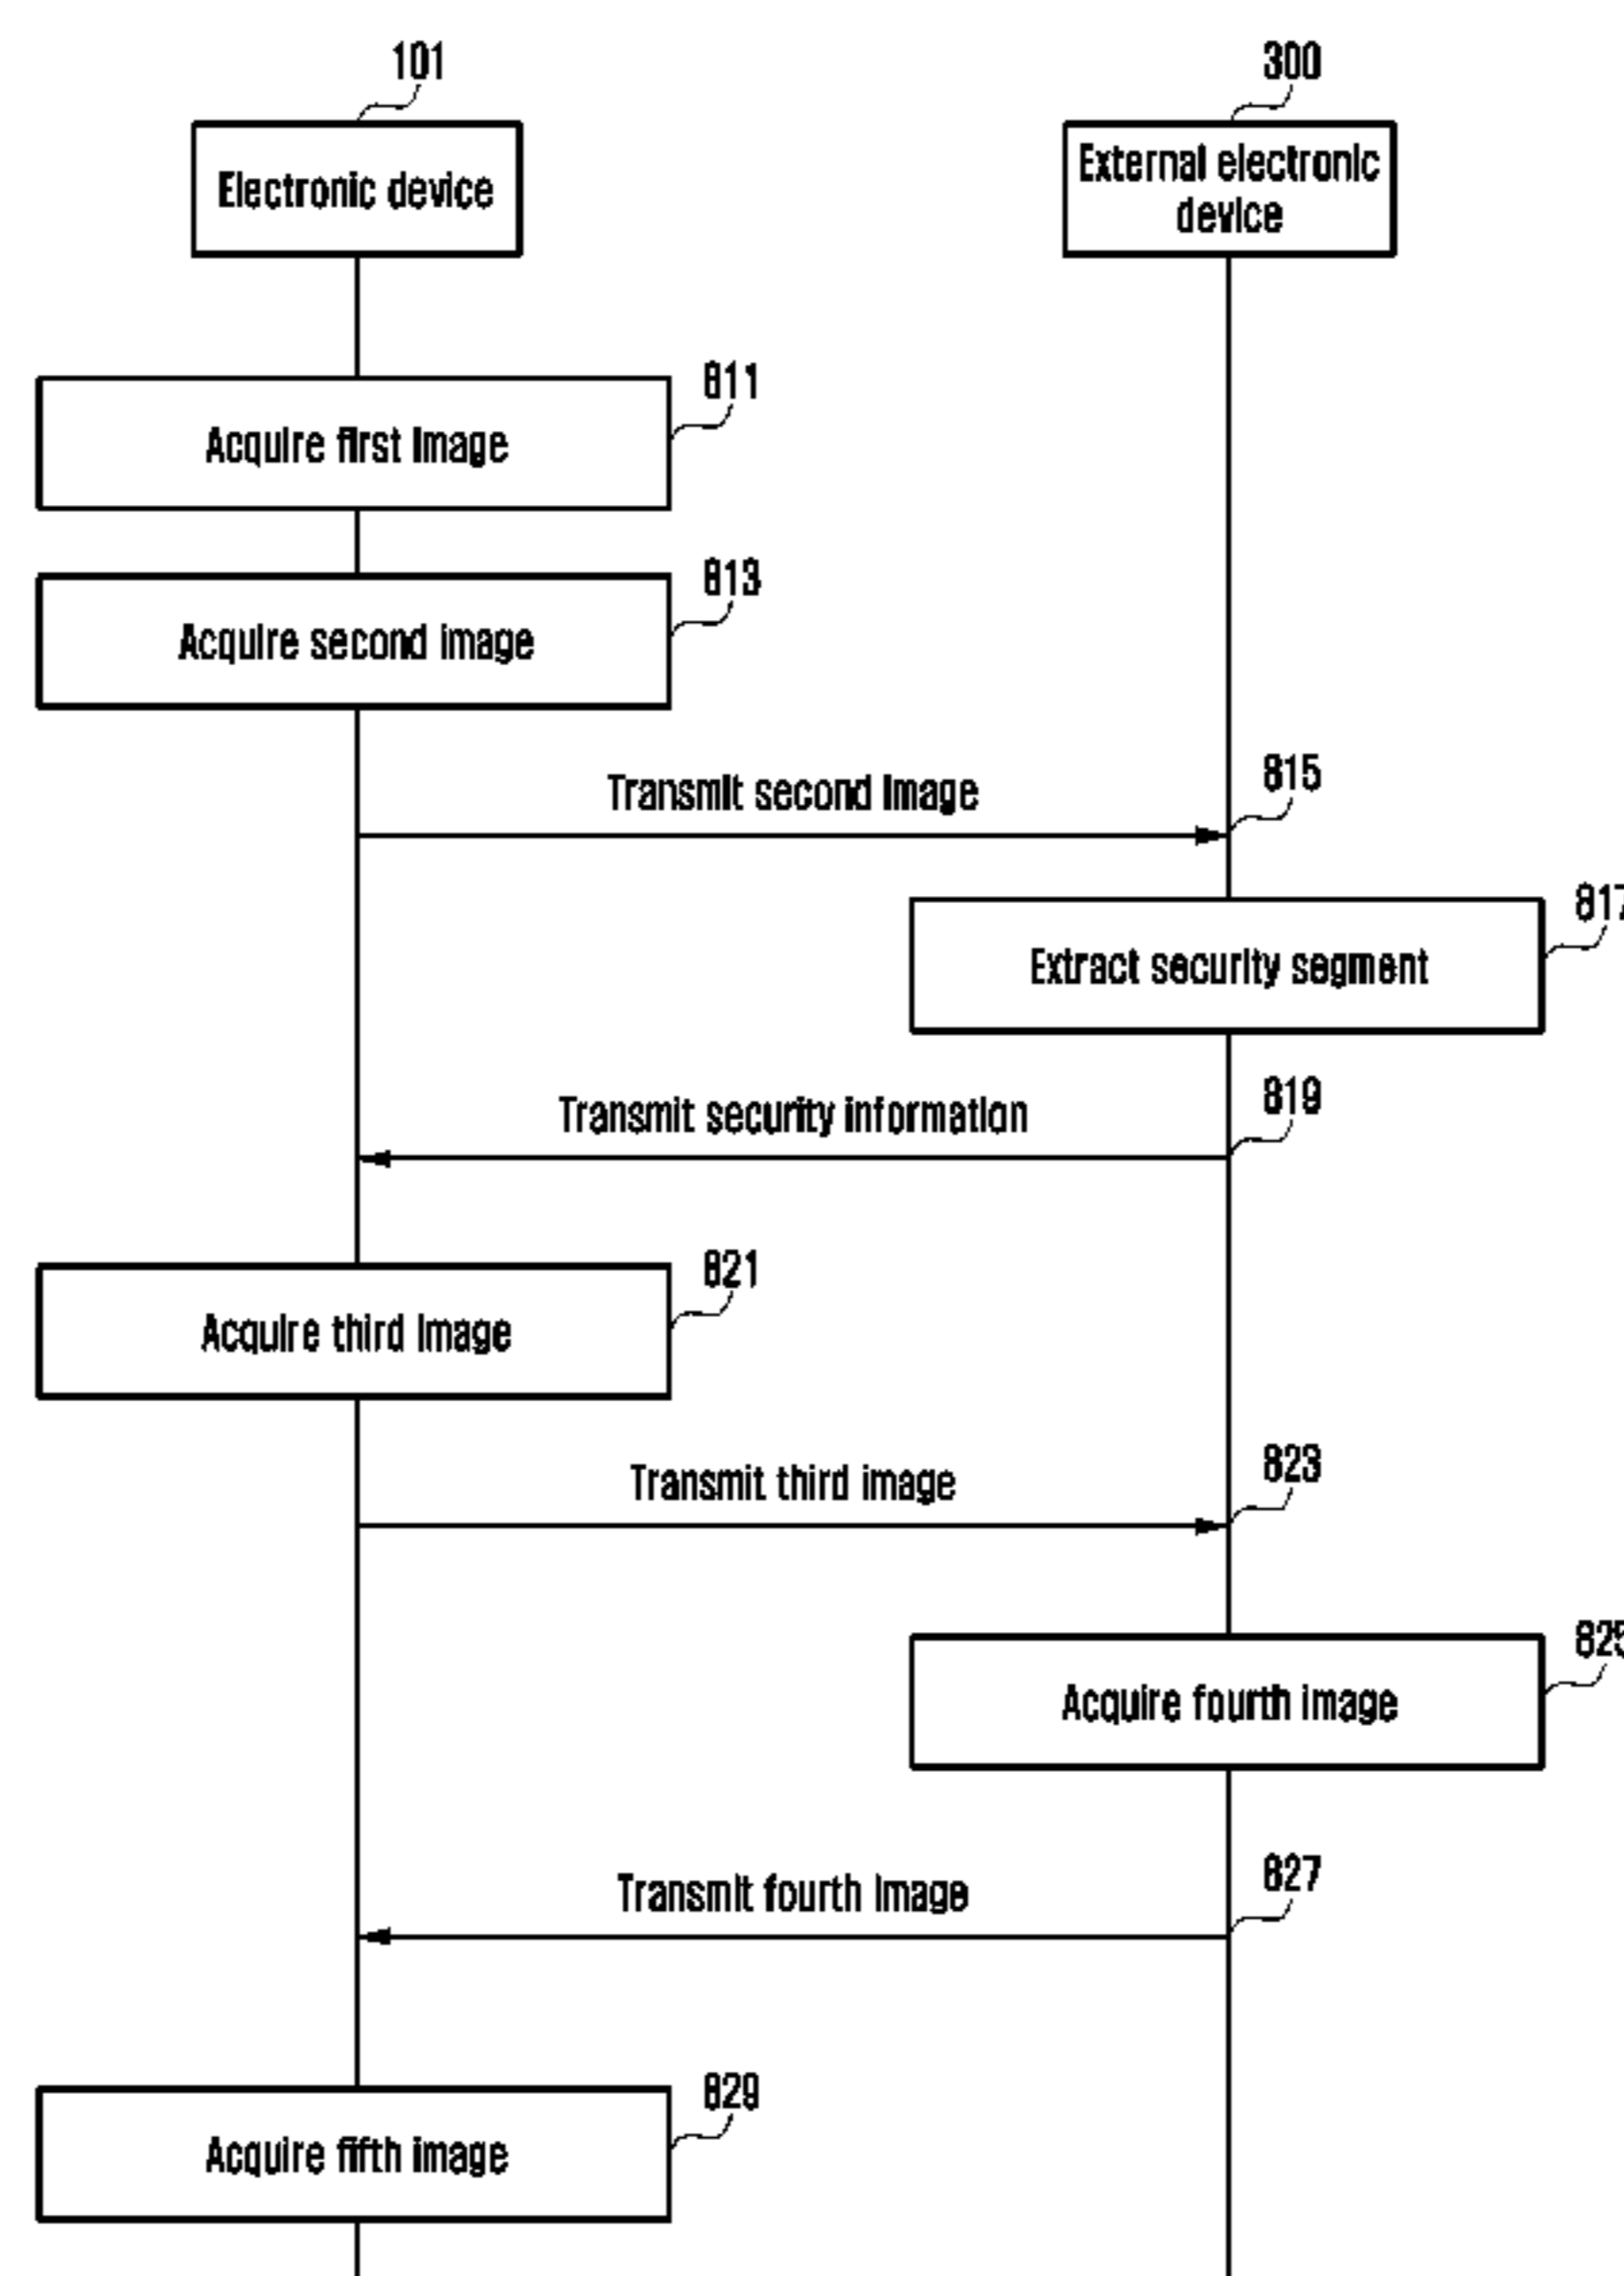 101
300
Electronic device
External electronic
device
811
Acquire first image
813
Acquire second image
Transmit second image
815
817
Extract security segment
Transmit security information
819
821
Acquire third image
Transmit third image
823
825
Acquire fourth image
Transmit fourth image
827
829
Acquire fifth image